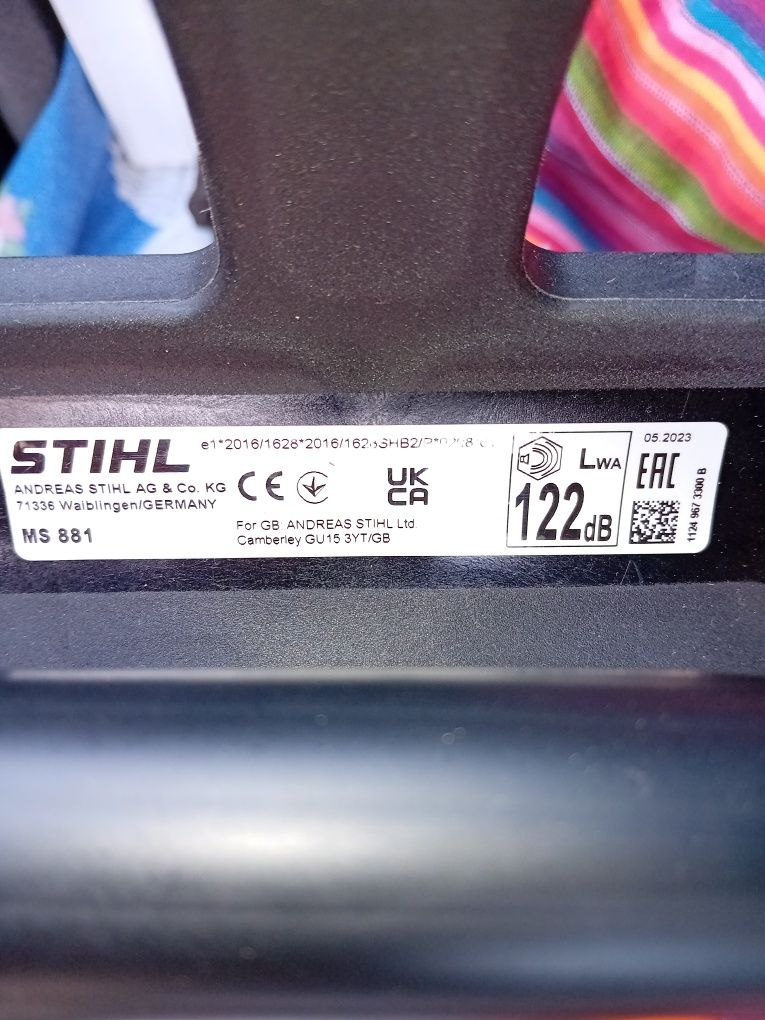 STIHL
ANDREAS STIHL AG & Co. KG
71336 Waiblingen/GERMANY
MS 881
CE
UK
CA
For GB: ANDREAS STIHL Ltd.
Camberley GU15 3YT/GB
LWA
122dB
05.2023
EAC
1124 967 3300 B